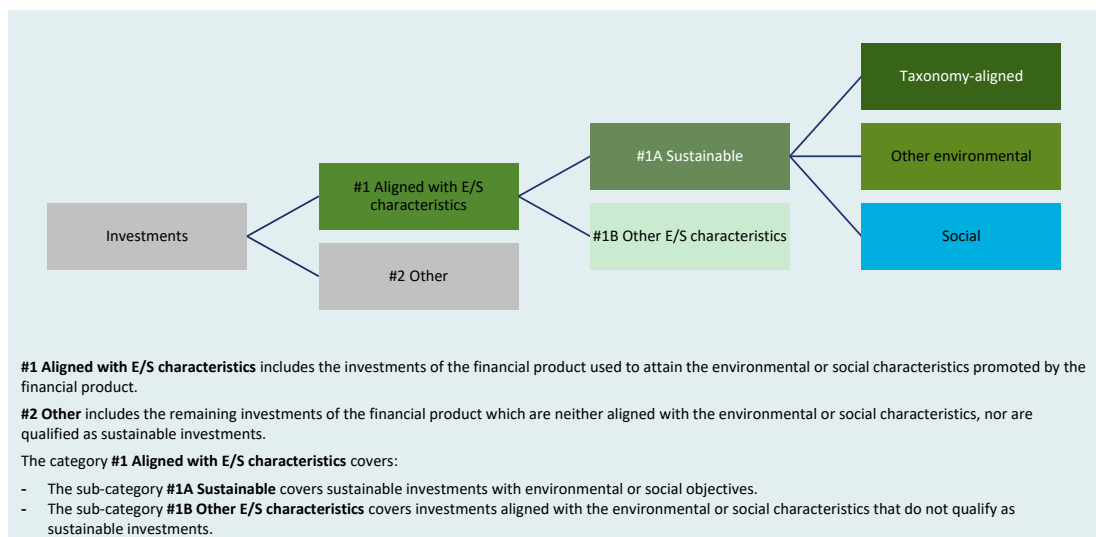 Taxonomy-aligned
#1A Sustainable
Other environmental
#1 Aligned with E/S
characteristics
Investments
#1B Other E/S characteristics
Social
#2 Other
#1 Aligned with E/S characteristics includes the investments of the financial product used to attain the environmental or social characteristics promoted by the
financial product.
#2 Other includes the remaining investments of the financial product which are neither aligned with the environmental or social characteristics, nor are
qualified as sustainable investments.
The category #1 Aligned with E/S characteristics covers:
- The sub-category #1A Sustainable covers sustainable investments with environmental or social objectives.
- The sub-category #1B Other E/S characteristics covers investments aligned with the environmental or social characteristics that do not qualify as
sustainable investments.